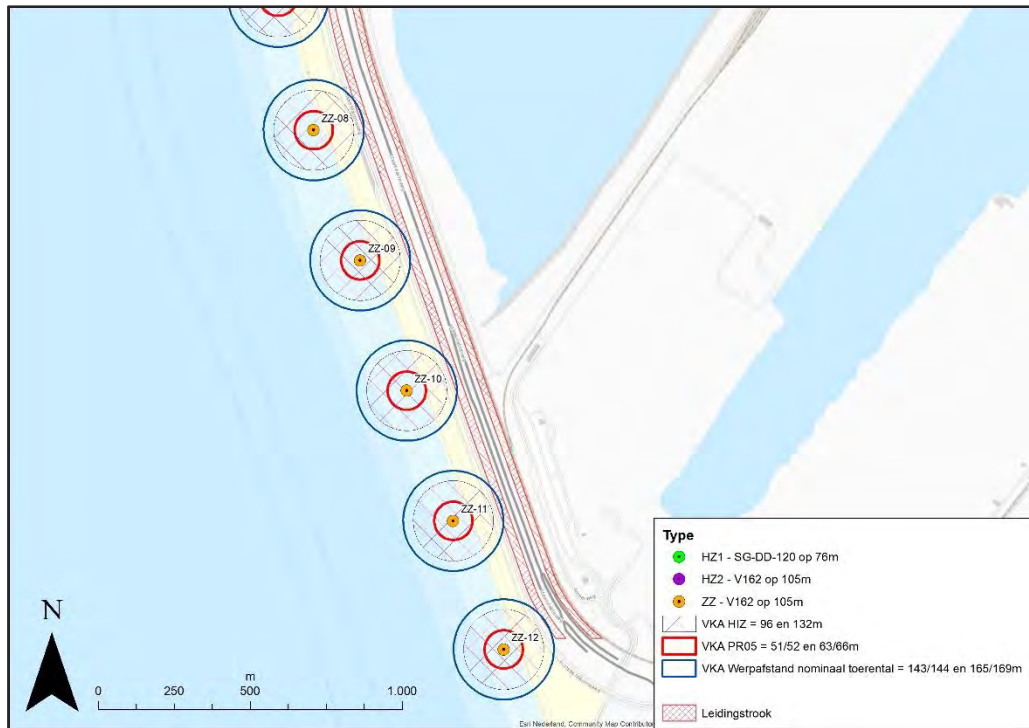 ZZ-08
ZZ-09
ZZ-10
ZZ-11
ZZ-12
N
m
0 250 500 1.000
Type
HZ1 - SG-DD-120 op 76m
HZ2 - V162 op 105m
ZZ - V162 op 105m
VKA HIZ = 96 en 132m
VKA PR05 = 51/52 en 63/66m
VKA Werpafstand nominaal toerental = 143/144 en 165/169m
Leidingstrook
Esri Nederland, Community Map Contributors